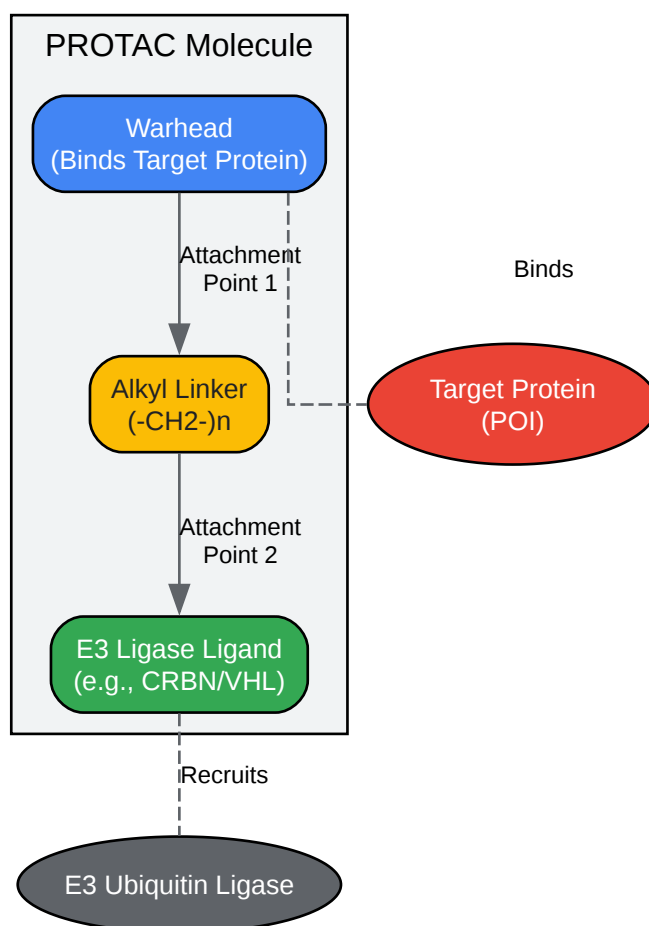 PROTAC Molecule
Warhead
(Binds Target Protein)
Attachment
Point 1
Binds
Alkyl Linker
(-CH2-)n
Target Protein
(POI)
Attachment
Point 2
E3 Ligase Ligand
(e.g., CRBN/VHL)
Recruits
E3 Ubiquitin Ligase